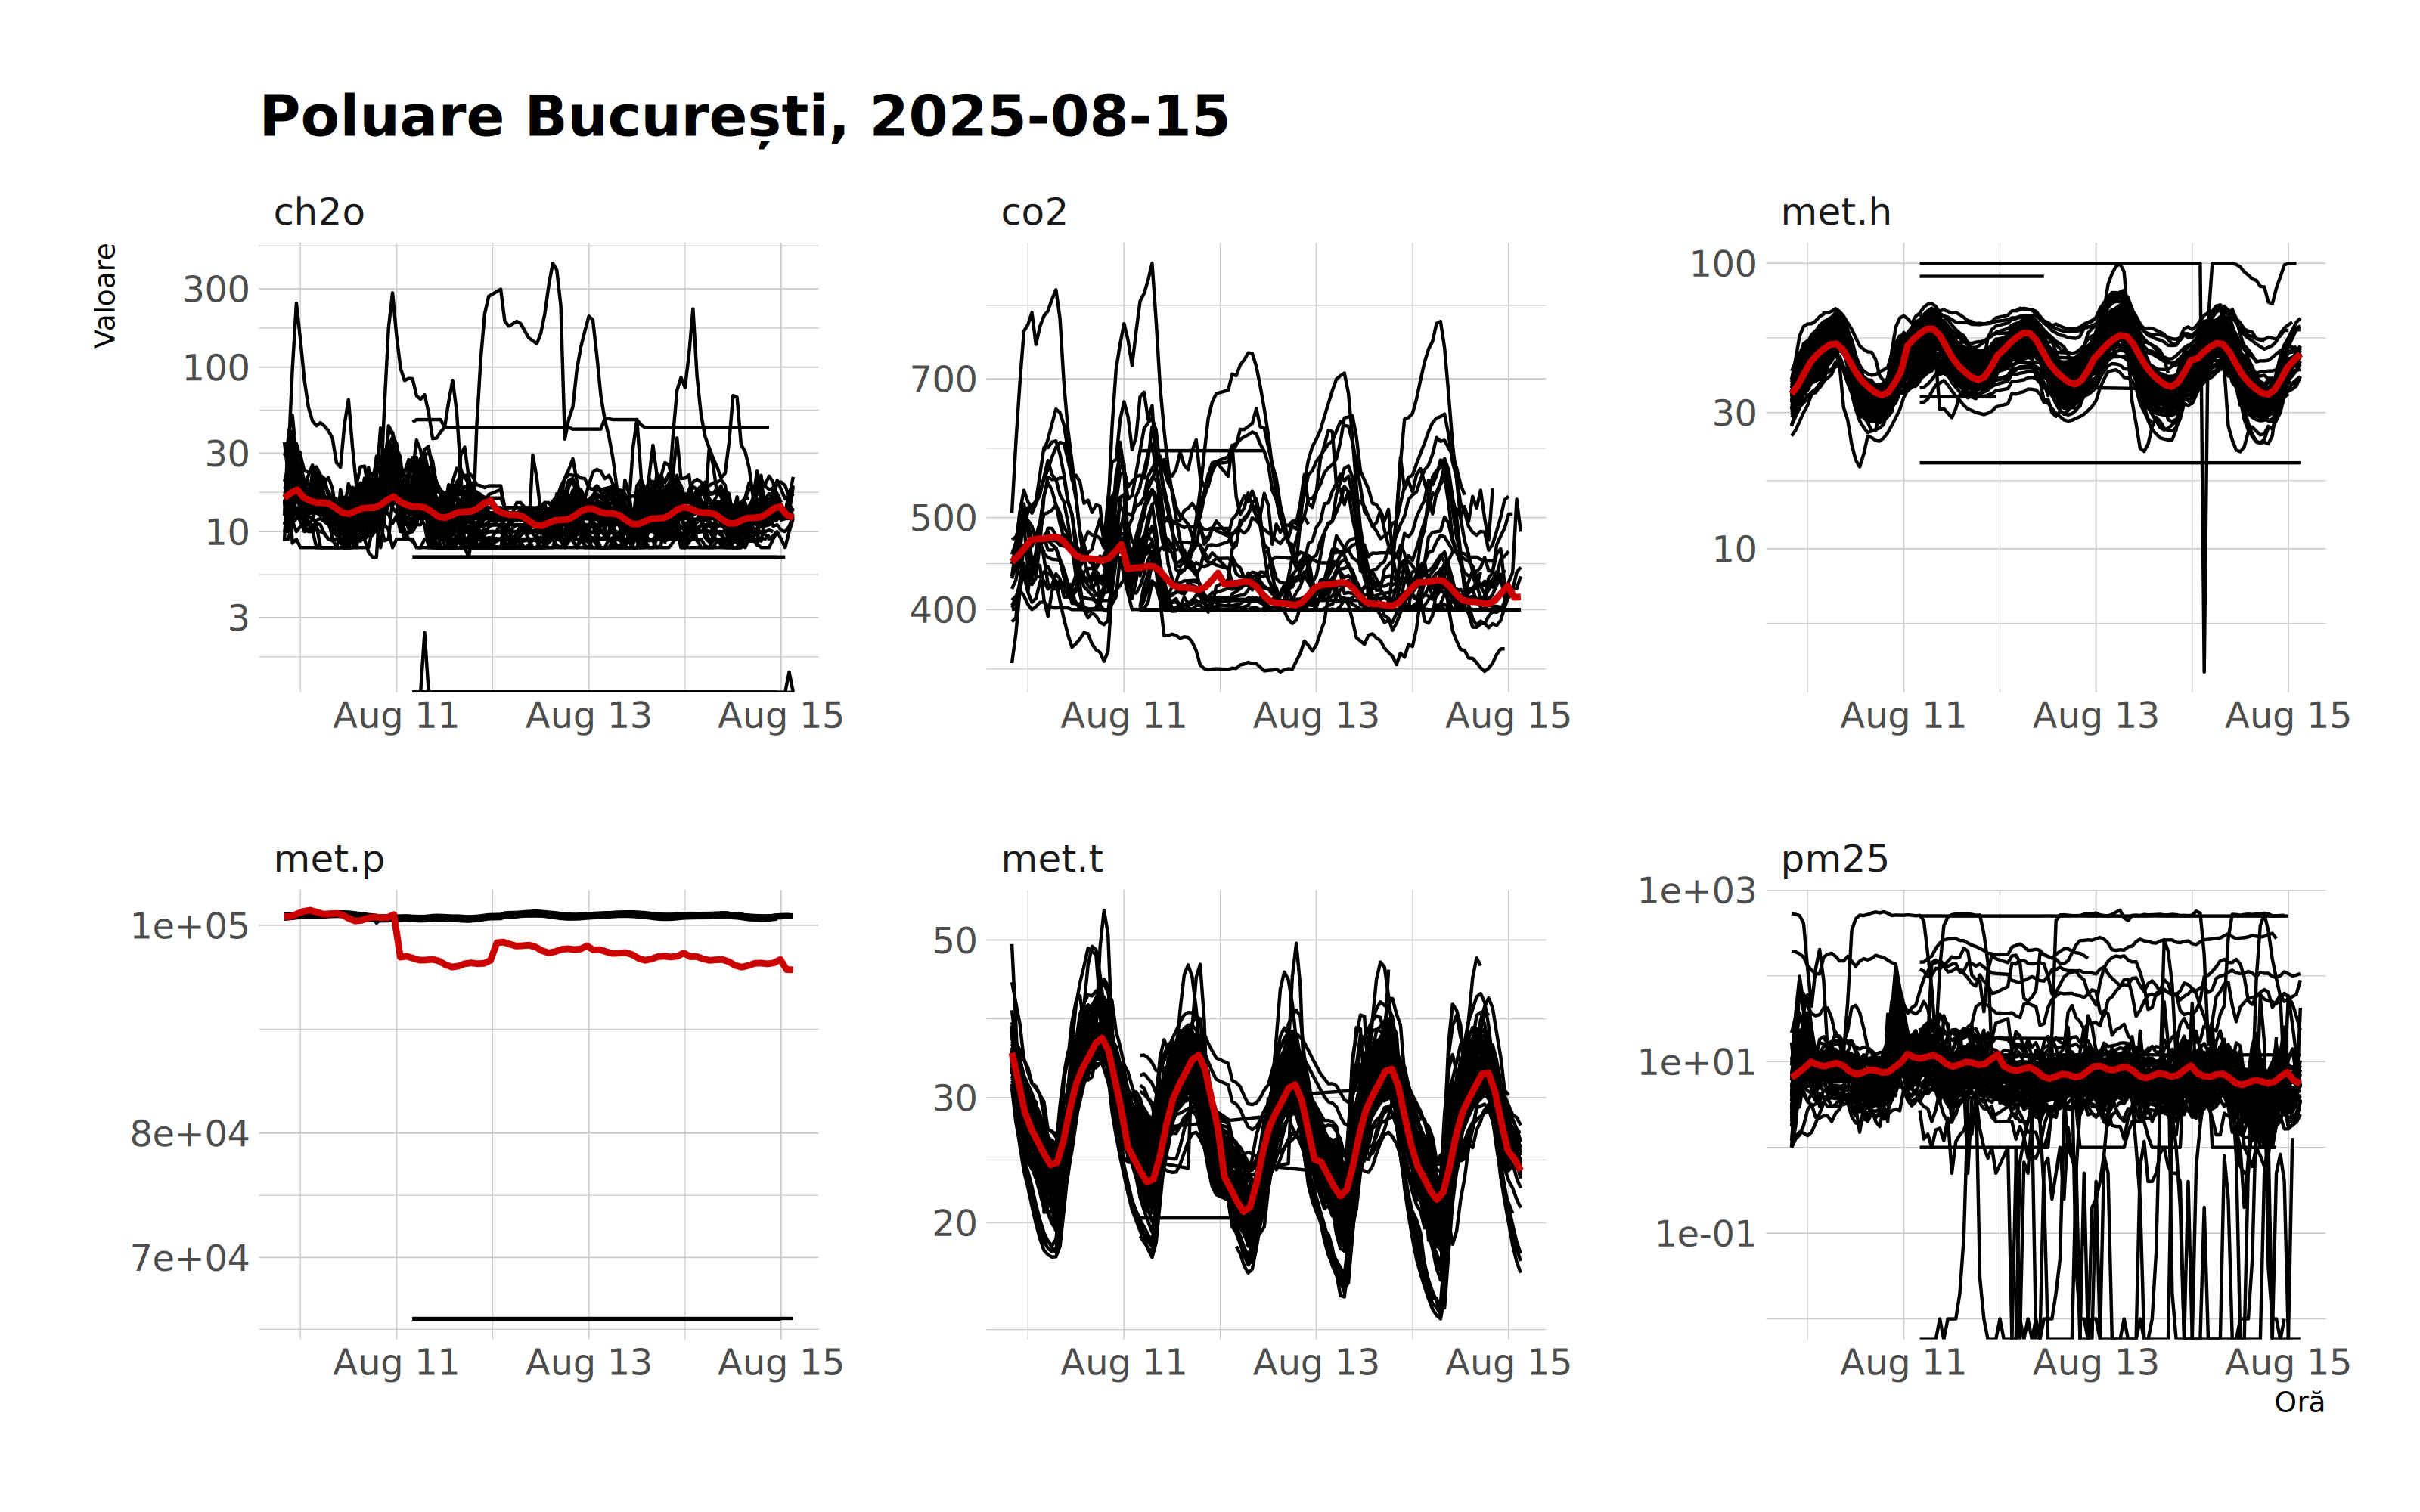 Poluare București, 2025-08-15
Valoare
ch2o
300
100
30
10
3
Aug 11 Aug 13 Aug 15
co2
700
500
400
Aug 11 Aug 13 Aug 15
met.h
100
30
10
Aug 11 Aug 13 Aug 15
met.p
1e+05
8e+04
7e+04
Aug 11 Aug 13 Aug 15
met.t
50
30
20
Aug 11 Aug 13 Aug 15
pm25
1e+03
1e+01
1e-01
Aug 11 Aug 13 Aug 15
Oră